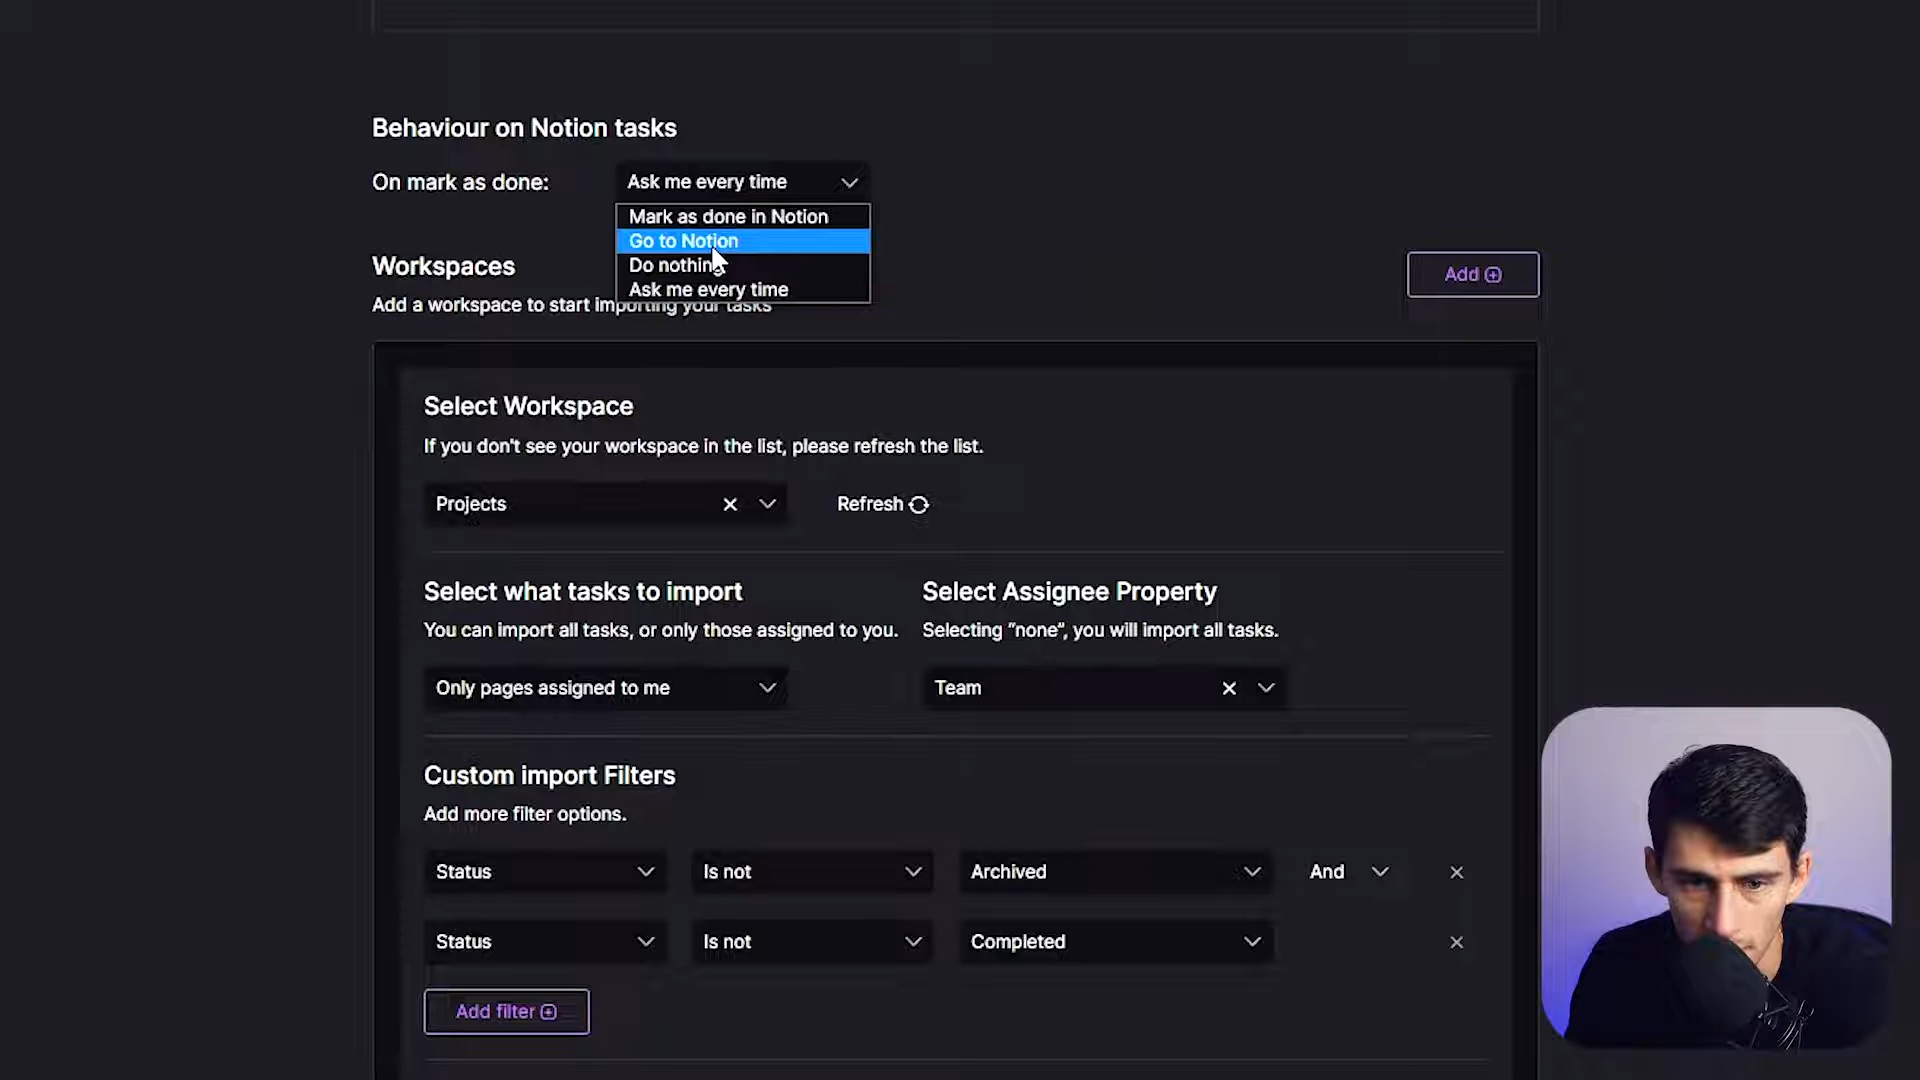 Behaviour on Notion tasks
On mark as done:
Ask me every time
Mark as done in Notion
Go to Notion
Do nothing
Ask me every time
Workspaces
Add a workspace to start importing your tasks
Add
Select Workspace
If you don't see your workspace in the list, please refresh the list.
Projects
Refresh
Select what tasks to import
You can import all tasks, or only those assigned to you.
Only pages assigned to me
Select Assignee Property
Selecting "none", you will import all tasks.
Team
Custom import Filters
Add more filter options.
Status Is not Archived And
Status Is not Completed
Add filter